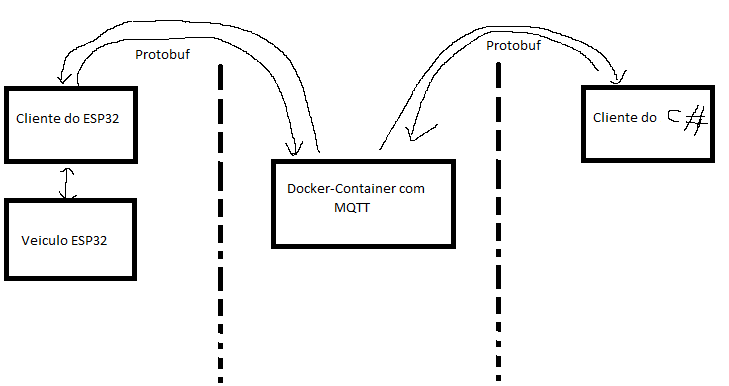 Protobuf
Protobuf
Cliente do ESP32
Cliente do C#
Docker-Container com
MQTT
Veiculo ESP32